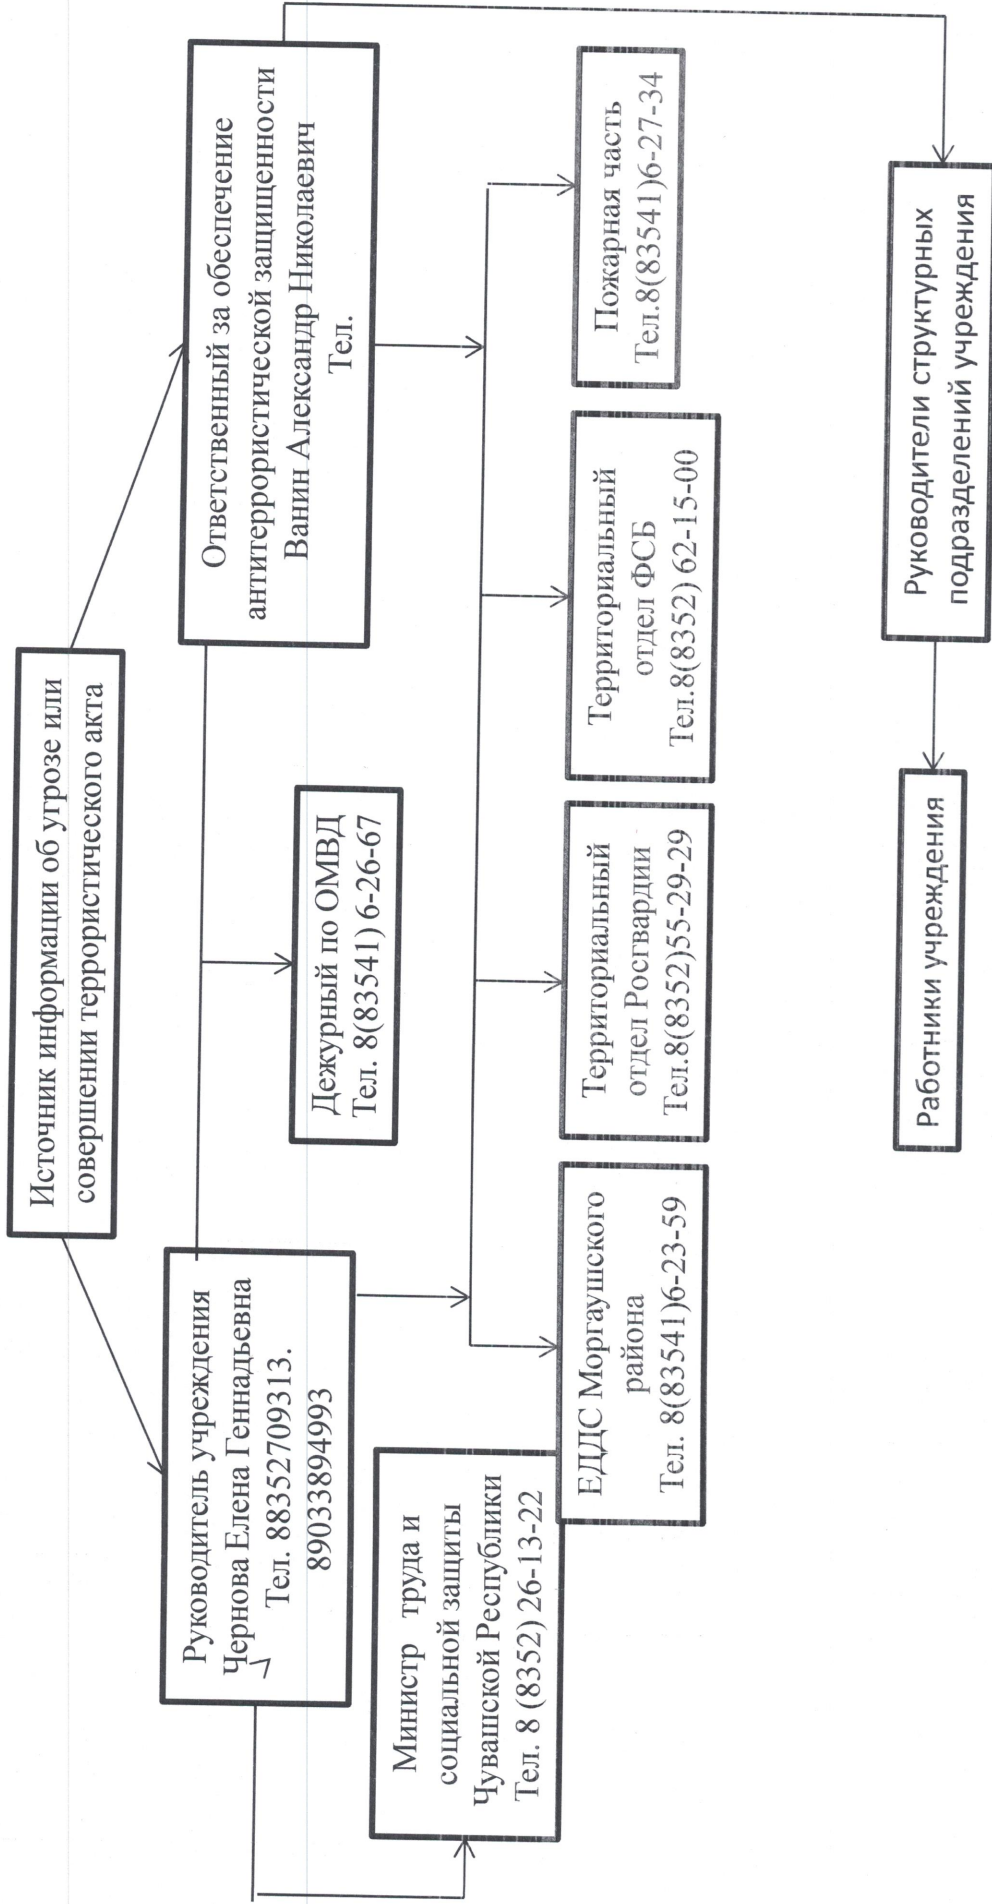 Источник информации об угрозе или
совершении террористического акта
Руководитель учреждения
Чернова Елена Геннадьевна
Тел. 88352709313.
89033894993
Ответственный за обеспечение
антитеррористической защищенности
Ванин Александр Николаевич
Тел.
Дежурный по ОМВД
Тел. 8(83541) 6-26-67
Министр труда и
социальной защиты
Чувашской Республики
Тел. 8 (8352) 26-13-22
ЕДДС Моргаушского
района
Тел. 8(83541)6-23-59
Территориальный
отдел Росгвардии
Тел.8(8352)55-29-29
Территориальный
отдел ФСБ
Тел.8(8352) 62-15-00
Пожарная часть
Тел.8(83541)6-27-34
Работники учреждения
Руководители структурных
подразделений учреждения